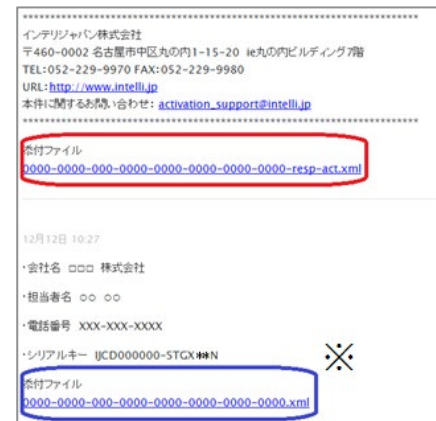 ******************************************************************************
インテリジャパン株式会社
〒460-0002 名古屋市中区丸の内1-15-20 ie丸の内ビルディング7階
TEL:052-229-9970 FAX:052-229-9980
URL:http://www.intelli.jp
本件に関するお問い合わせ: activation_support@intelli.jp
******************************************************************************
添付ファイル
0000-0000-000-0000-0000-0000-0000-0000-resp-act.xml
12月12日 10:27
・会社名 □□□ 株式会社
・担当者名 ○○ ○○
・電話番号 XXX-XXX-XXXX
・シリアルキー IJCD000000-STGX**N
※
添付ファイル
0000-0000-000-0000-0000-0000-0000-0000.xml